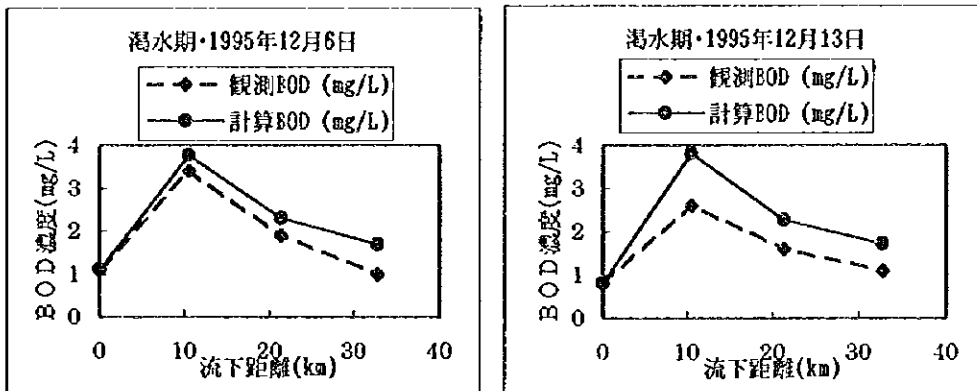 渇水期・1995年12月6日
観測BOD (mg/L)
計算BOD (mg/L)
BOD濃度(mg/L)
4
3
2
1
0
0 10 20 30 40
流下距離(km)
渇水期・1995年12月13日
観測BOD (mg/L)
計算BOD (mg/L)
BOD濃度(mg/L)
4
3
2
1
0
0 10 20 30 40
流下距離(km)